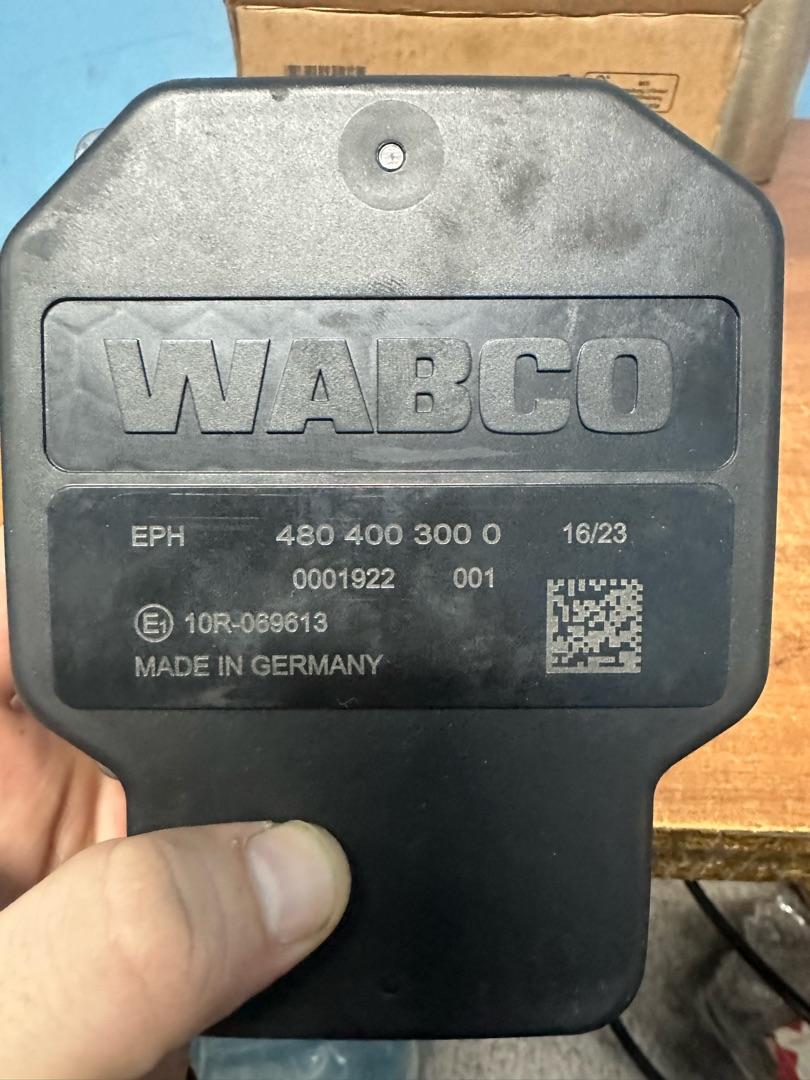 WABCO
EPH 480 400 300 0 16/23
0001922 001
E1 10R-069613
MADE IN GERMANY